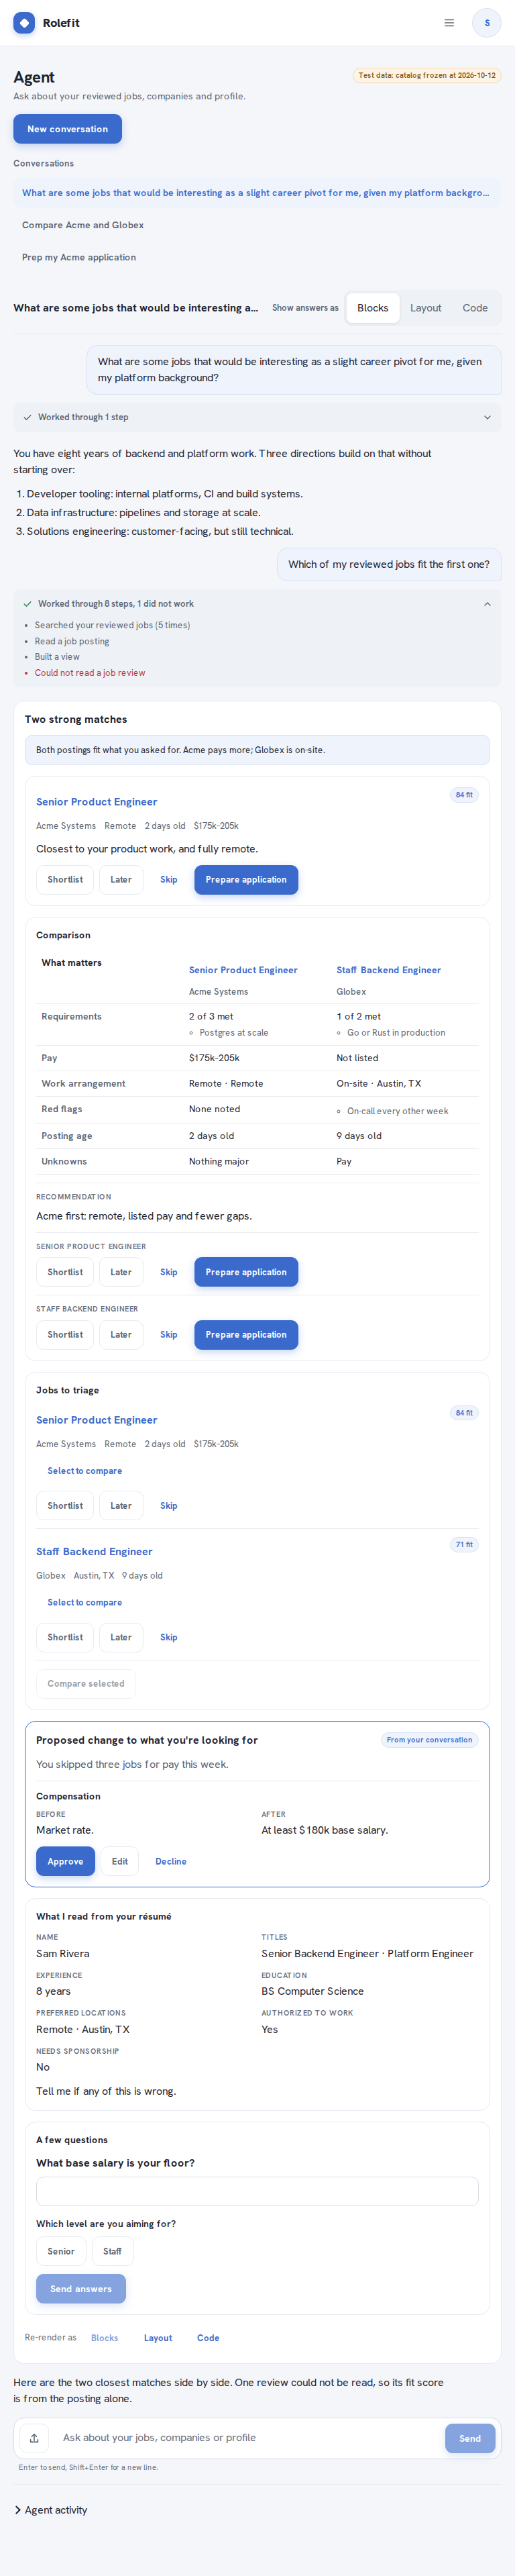 Rolefit
S
Agent
Test data: catalog frozen at 2026-10-12
Ask about your reviewed jobs, companies and profile.
New conversation
Conversations
What are some jobs that would be interesting as a slight career pivot for me, given my platform backgro...
Compare Acme and Globex
Prep my Acme application
What are some jobs that would be interesting a...
Show answers as
Blocks
Layout
Code
What are some jobs that would be interesting as a slight career pivot for me, given
my platform background?
Worked through 1 step
You have eight years of backend and platform work. Three directions build on that without
starting over:
1. Developer tooling: internal platforms, CI and build systems.
2. Data infrastructure: pipelines and storage at scale.
3. Solutions engineering: customer-facing, but still technical.
Which of my reviewed jobs fit the first one?
Worked through 8 steps, 1 did not work
• Searched your reviewed jobs (5 times)
• Read a job posting
• Built a view
• Could not read a job review
Two strong matches
Both postings fit what you asked for. Acme pays more; Globex is on-site.
Senior Product Engineer
84 fit
Acme Systems Remote 2 days old $175k–205k
Closest to your product work, and fully remote.
Shortlist Later Skip Prepare application
Comparison
What matters Senior Product Engineer Staff Backend Engineer
Acme Systems Globex
Requirements 2 of 3 met 1 of 2 met
Postgres at scale Go or Rust in production
Pay $175k–205k Not listed
Work arrangement Remote · Remote On-site · Austin, TX
Red flags None noted On-call every other week
Posting age 2 days old 9 days old
Unknowns Nothing major Pay
RECOMMENDATION
Acme first: remote, listed pay and fewer gaps.
SENIOR PRODUCT ENGINEER
Shortlist Later Skip Prepare application
STAFF BACKEND ENGINEER
Shortlist Later Skip Prepare application
Jobs to triage
Senior Product Engineer
84 fit
Acme Systems Remote 2 days old $175k–205k
Select to compare
Shortlist Later Skip
Staff Backend Engineer
71 fit
Globex Austin, TX 9 days old
Select to compare
Shortlist Later Skip
Compare selected
Proposed change to what you're looking for
From your conversation
You skipped three jobs for pay this week.
Compensation
BEFORE AFTER
Market rate. At least $180k base salary.
Approve Edit Decline
What I read from your résumé
NAME TITLES
Sam Rivera Senior Backend Engineer · Platform Engineer
EXPERIENCE EDUCATION
8 years BS Computer Science
PREFERRED LOCATIONS AUTHORIZED TO WORK
Remote · Austin, TX Yes
NEEDS SPONSORSHIP
No
Tell me if any of this is wrong.
A few questions
What base salary is your floor?
Which level are you aiming for?
Senior Staff
Send answers
Re-render as Blocks Layout Code
Here are the two closest matches side by side. One review could not be read, so its fit score
is from the posting alone.
Ask about your jobs, companies or profile
Send
Enter to send, Shift+Enter for a new line.
Agent activity